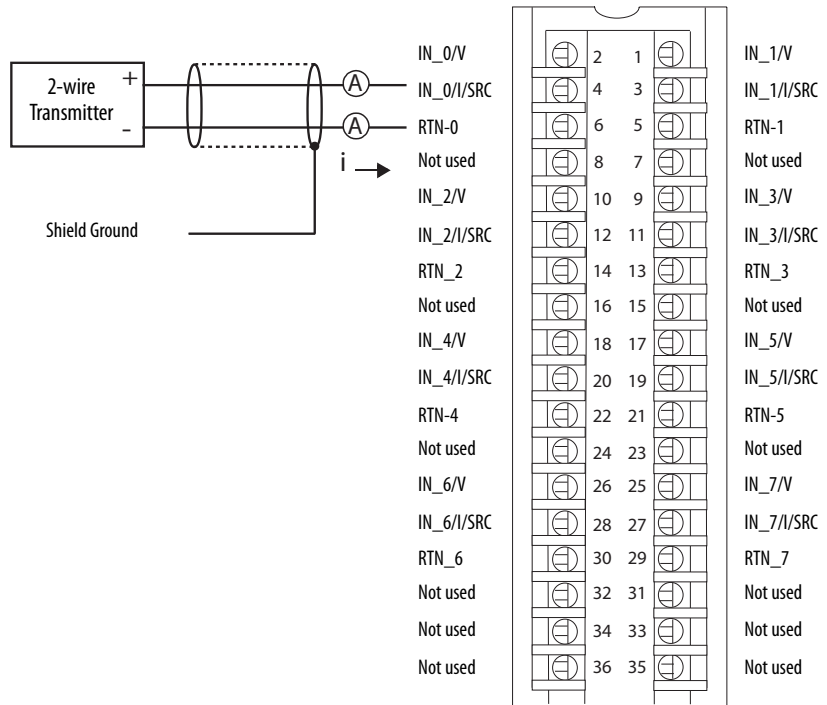 IN_0/V 2 1 IN_1/V
2-wire Transmitter + A IN_0/I/SRC 4 3 IN_1/I/SRC
- A RTN-0 6 5 RTN-1
i Not used 8 7 Not used
IN_2/V 10 9 IN_3/V
Shield Ground IN_2/I/SRC 12 11 IN_3/I/SRC
RTN_2 14 13 RTN_3
Not used 16 15 Not used
IN_4/V 18 17 IN_5/V
IN_4/I/SRC 20 19 IN_5/I/SRC
RTN-4 22 21 RTN-5
Not used 24 23 Not used
IN_6/V 26 25 IN_7/V
IN_6/I/SRC 28 27 IN_7/I/SRC
RTN_6 30 29 RTN_7
Not used 32 31 Not used
Not used 34 33 Not used
Not used 36 35 Not used